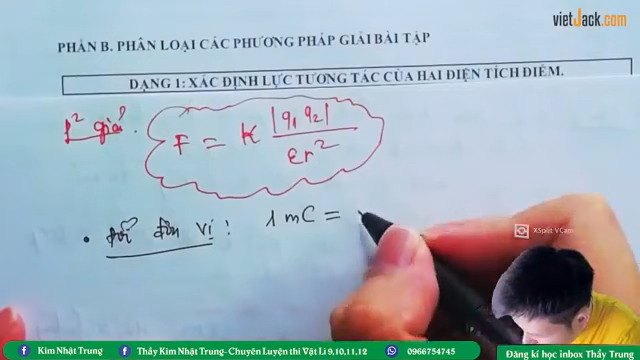 vietJack.com
PHẦN B. PHÂN LOẠI CÁC PHƯƠNG PHÁP GIẢI BÀI TẬP
DẠNG 1: XÁC ĐỊNH LỰC TƯƠNG TÁC CỦA HAI ĐIỆN TÍCH ĐIỂM.
p² giải.
F = K |q₁ q₂| / εr²
• đổi đơn vị: 1 mC =
XSplit VCam
Kim Nhật Trung
Thầy Kim Nhật Trung- Chuyên Luyện thi Vật Lí 9,10,11,12
0966754745
Đăng kí học inbox Thầy Trung